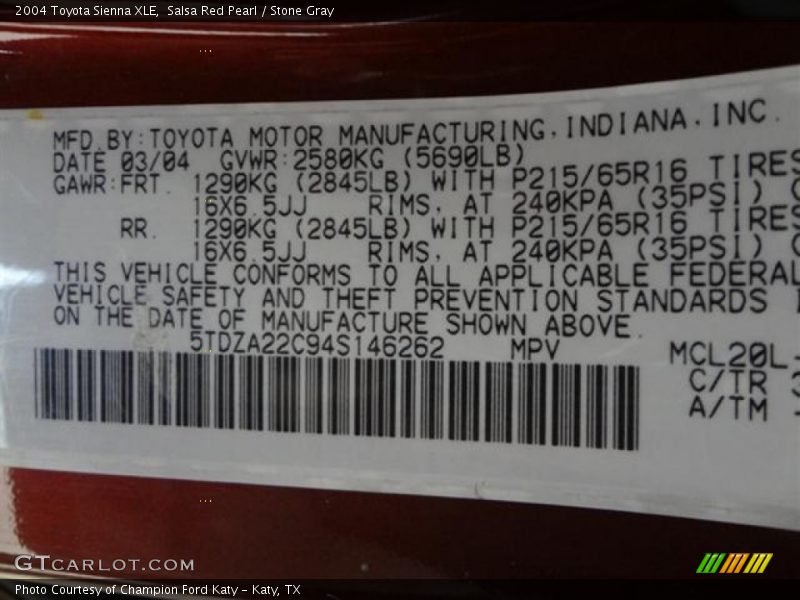 2004 Toyota Sienna XLE,  Salsa Red Pearl / Stone Gray
MFD.BY:TOYOTA MOTOR MANUFACTURING,INDIANA,INC.
DATE 03/04  GVWR:2580KG (5690LB)
GAWR:FRT. 1290KG (2845LB) WITH P215/65R16 TIRES
16X6.5JJ RIMS, AT 240KPA (35PSI)
RR. 1290KG (2845LB) WITH P215/65R16 TIRES
16X6.5JJ RIMS, AT 240KPA (35PSI)
THIS VEHICLE CONFORMS TO ALL APPLICABLE FEDERAL
VEHICLE SAFETY AND THEFT PREVENTION STANDARDS
ON THE DATE OF MANUFACTURE SHOWN ABOVE.
5TDZA22C94S146262 MPV MCL20L-
C/TR
A/TM
GTCARLOT.COM
Photo Courtesy of Champion Ford Katy - Katy, TX